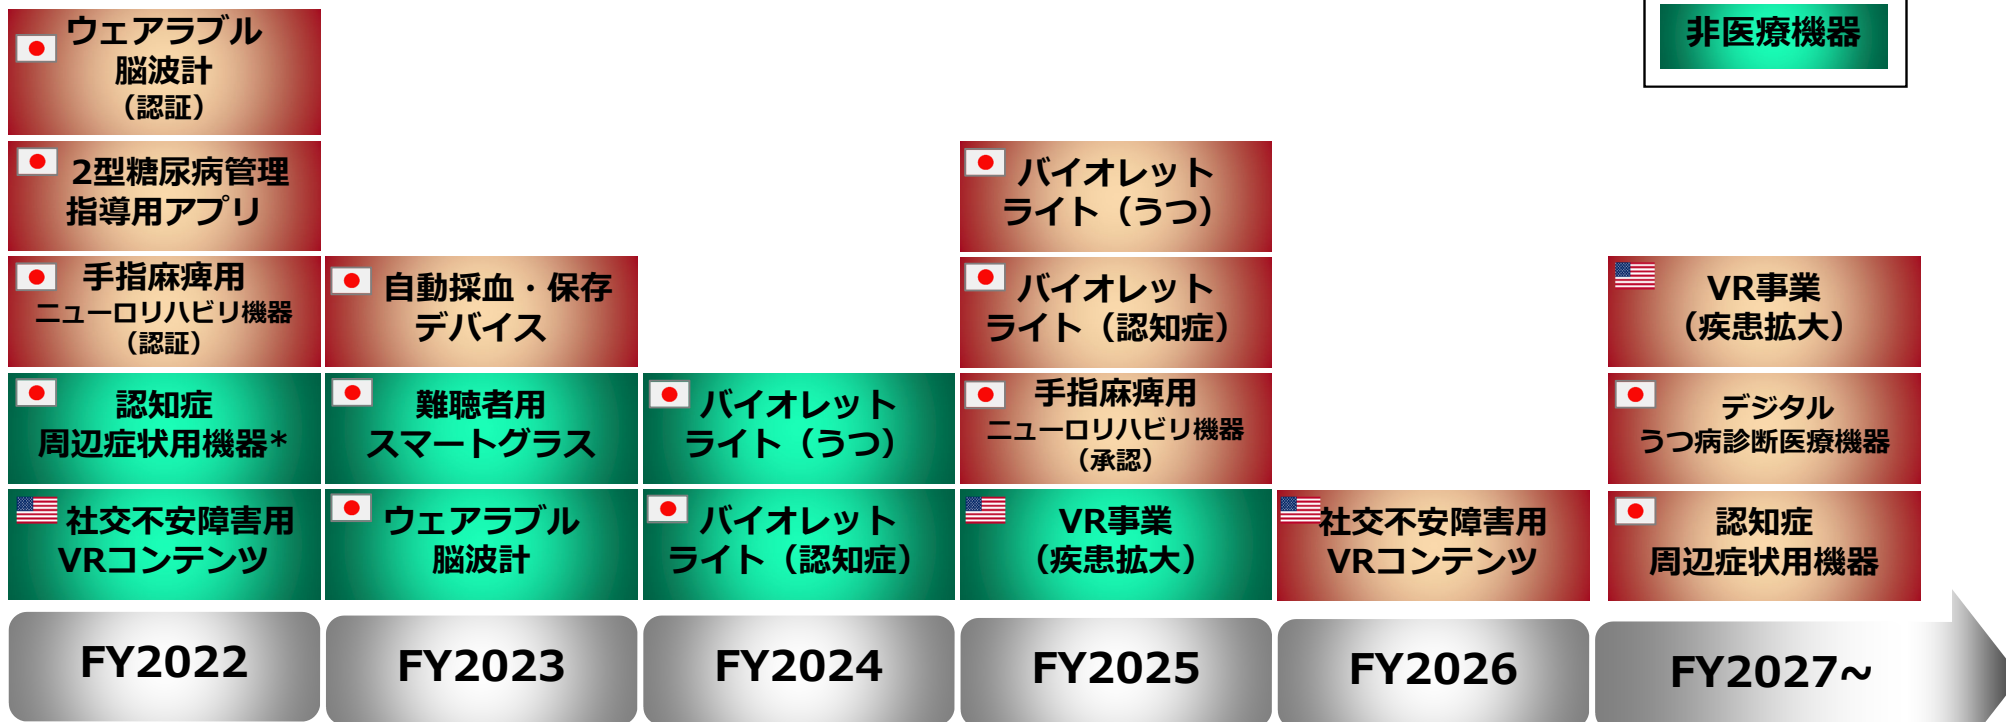 非医療機器
ウェアラブル
脳波計
（認証）
2型糖尿病管理
指導用アプリ
手指麻痺用
ニューロリハビリ機器
（認証）
認知症
周辺症状用機器*
社交不安障害用
VRコンテンツ
FY2022
自動採血・保存
デバイス
難聴者用
スマートグラス
ウェアラブル
脳波計
FY2023
バイオレット
ライト（うつ）
バイオレット
ライト（認知症）
FY2024
バイオレット
ライト（うつ）
バイオレット
ライト（認知症）
手指麻痺用
ニューロリハビリ機器
（承認）
VR事業
（疾患拡大）
FY2025
社交不安障害用
VRコンテンツ
FY2026
VR事業
（疾患拡大）
デジタル
うつ病診断医療機器
認知症
周辺症状用機器
FY2027~